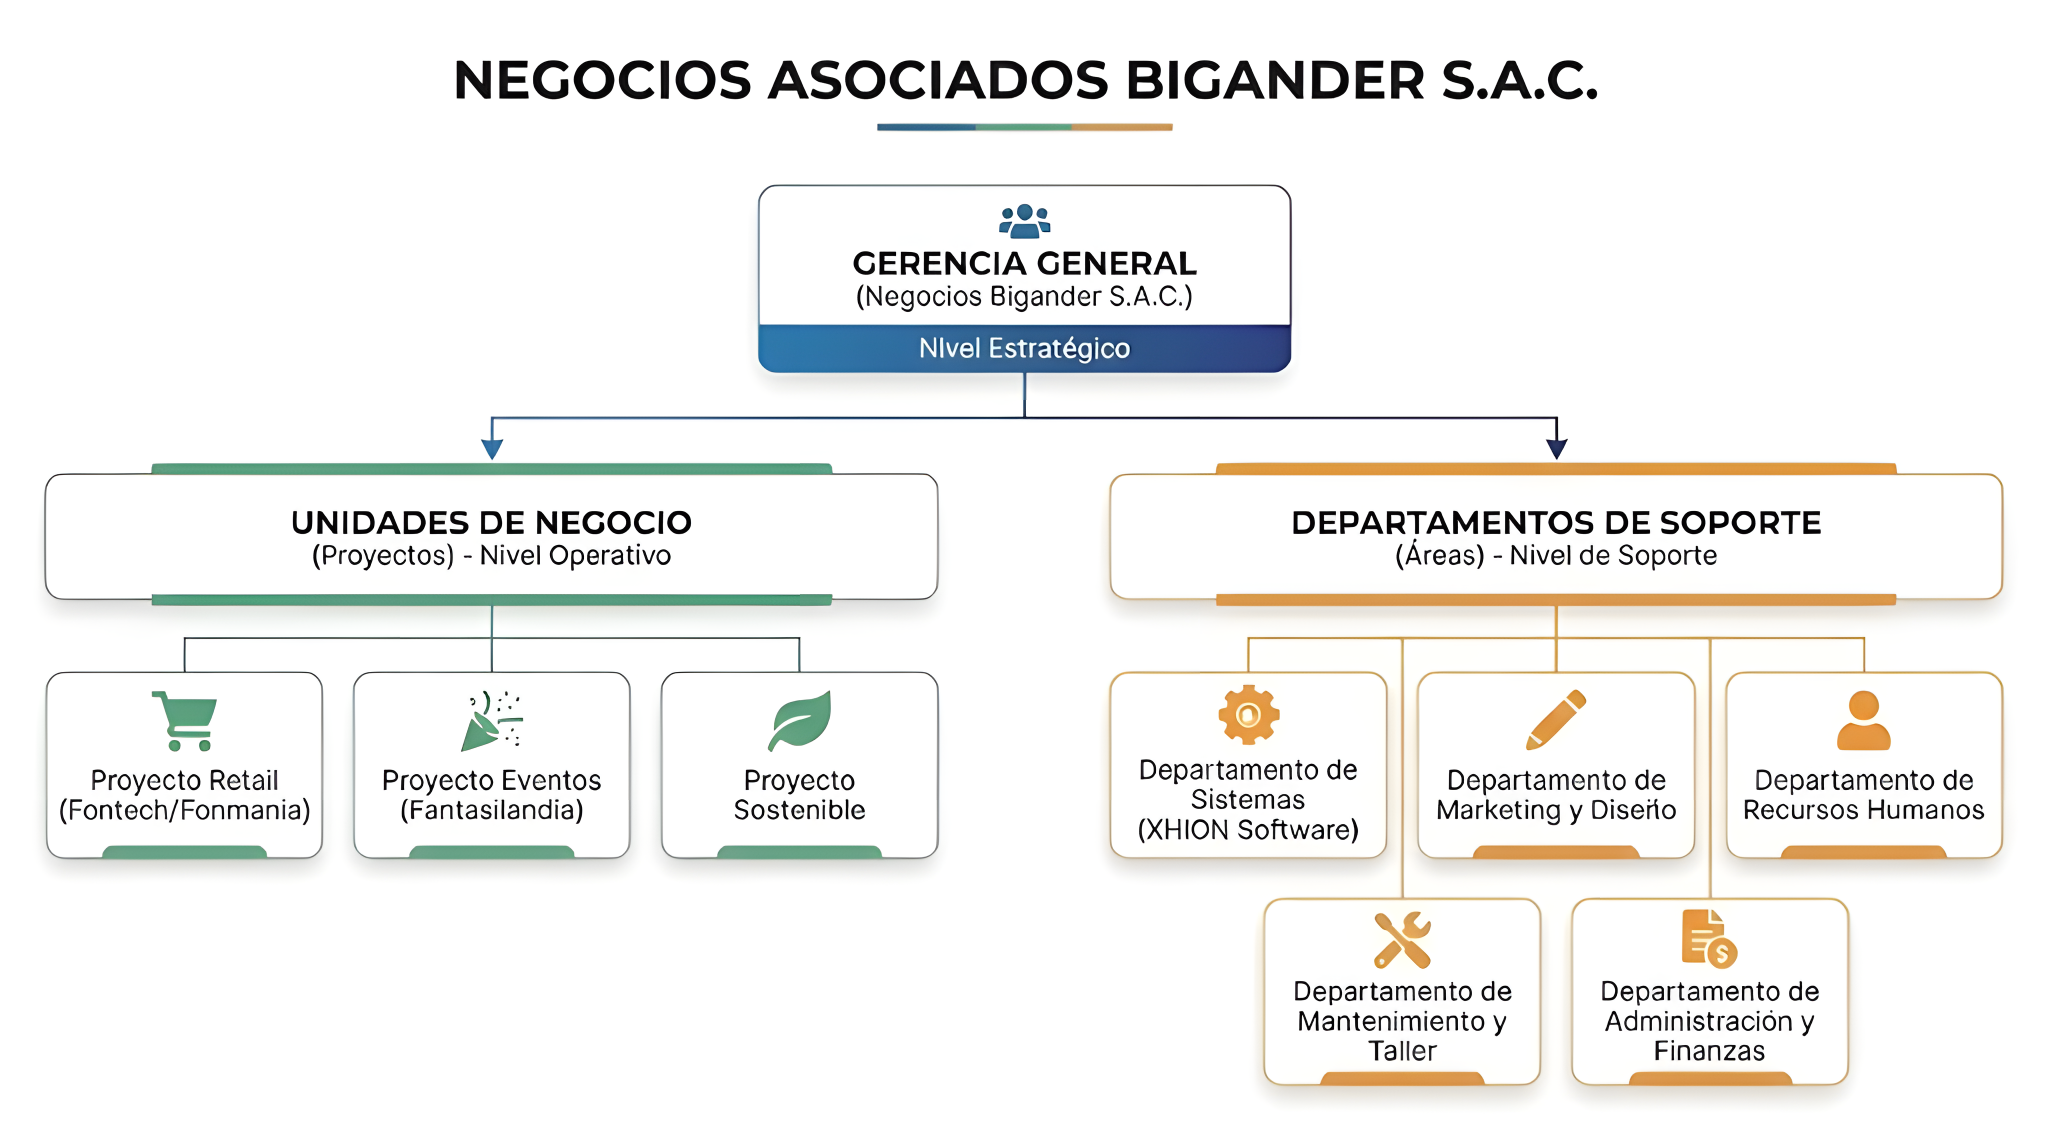 NEGOCIOS ASOCIADOS BIGANDER S.A.C.
GERENCIA GENERAL
(Negocios Bigander S.A.C.)
NIvel Estratégico
UNIDADES DE NEGOCIO
(Proyectos) - Nivel Operativo
DEPARTAMENTOS DE SOPORTE
(Áreas) - Nivel de Soporte
Proyecto Retail
(Fontech/Fonmania)
Proyecto Eventos
(Fantasilandia)
Proyecto
Sostenible
Departamento de
Sistemas
(XHION Software)
Departamento de
Marketing y Diseño
Departamento de
Recursos Humanos
Departamento de
Mantenimiento y
Taller
$
Departamento de
Administración y
Finanzas